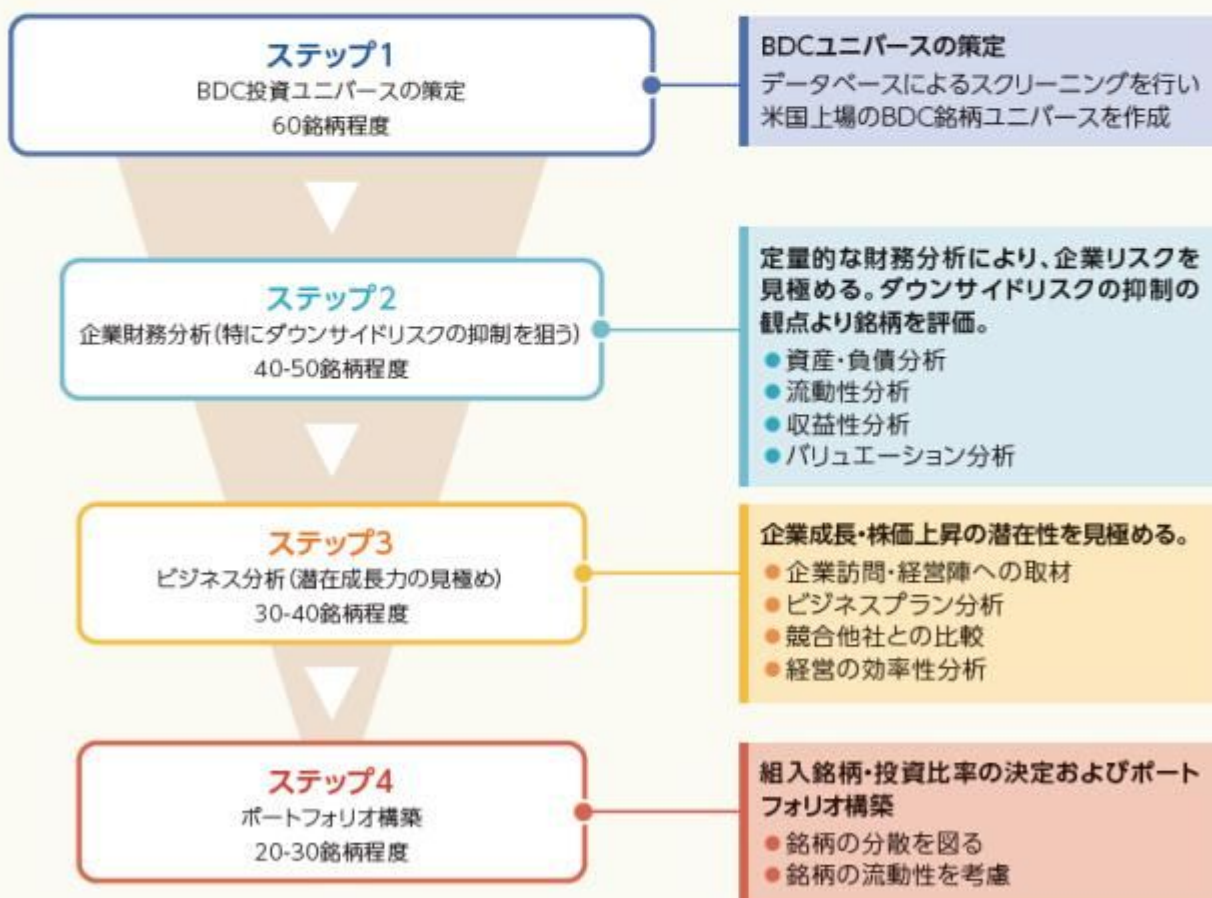 ステップ1
BDC投資ユニバースの策定
60銘柄程度
BDCユニバースの策定
データベースによるスクリーニングを行い
米国上場のBDC銘柄ユニバースを作成
ステップ2
企業財務分析(特にダウンサイドリスクの抑制を狙う)
40-50銘柄程度
定量的な財務分析により、企業リスクを
見極める。ダウンサイドリスクの抑制の
観点より銘柄を評価。
●資産・負債分析
●流動性分析
●収益性分析
●バリュエーション分析
ステップ3
ビジネス分析(潜在成長力の見極め)
30-40銘柄程度
企業成長・株価上昇の潜在性を見極める。
●企業訪問・経営陣への取材
●ビジネスプラン分析
●競合他社との比較
●経営の効率性分析
ステップ4
ポートフォリオ構築
20-30銘柄程度
組入銘柄・投資比率の決定およびポート
フォリオ構築
●銘柄の分散を図る
●銘柄の流動性を考慮